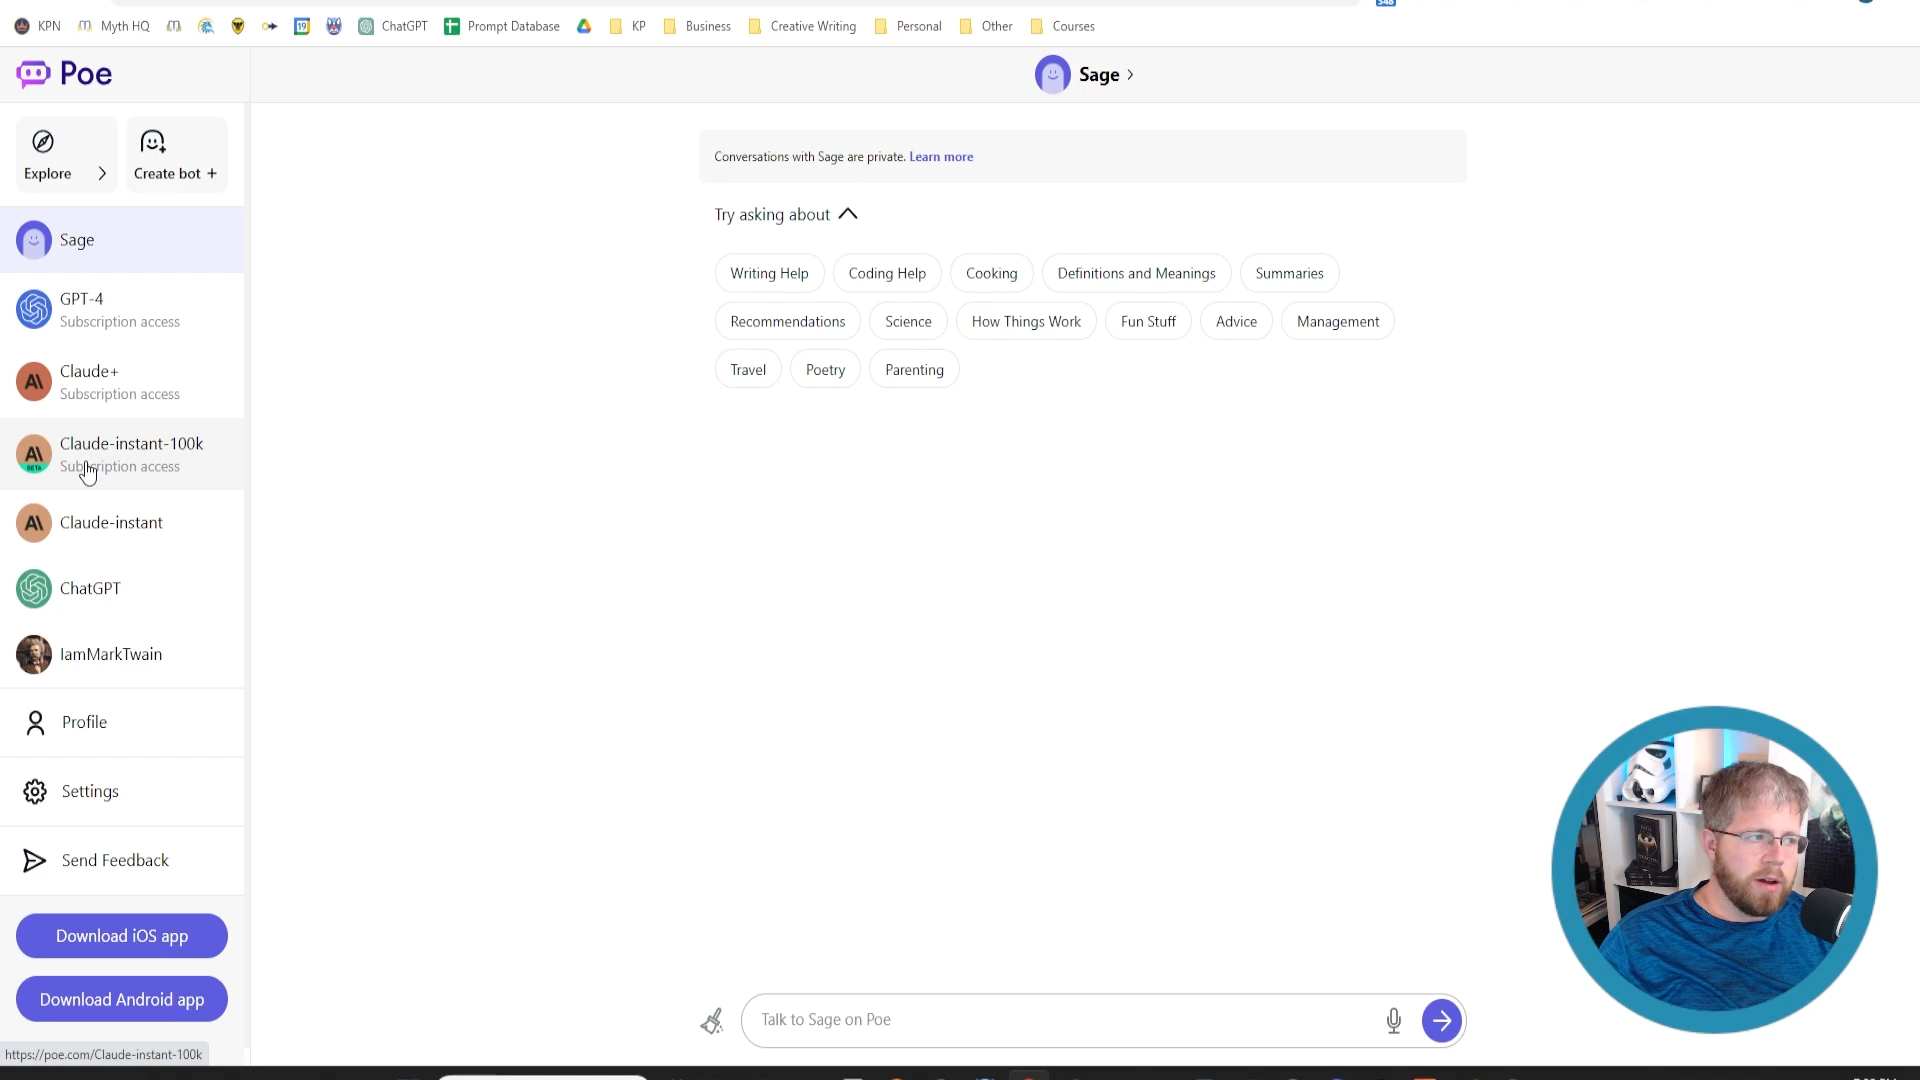 KPN
Myth HQ
19
ChatGPT
Prompt Database
KP
Business
Creative Writing
Personal
Other
Courses
Poe
Sage
Explore
Create bot +
Conversations with Sage are private. Learn more
Try asking about
Writing Help
Coding Help
Cooking
Definitions and Meanings
Summaries
Recommendations
Science
How Things Work
Fun Stuff
Advice
Management
Travel
Poetry
Parenting
Sage
GPT-4
Subscription access
Claude+
Subscription access
Claude-instant-100k
Subscription access
BETA
Claude-instant
ChatGPT
IamMarkTwain
Profile
Settings
Send Feedback
Download iOS app
Download Android app
Talk to Sage on Poe
https://poe.com/Claude-instant-100k